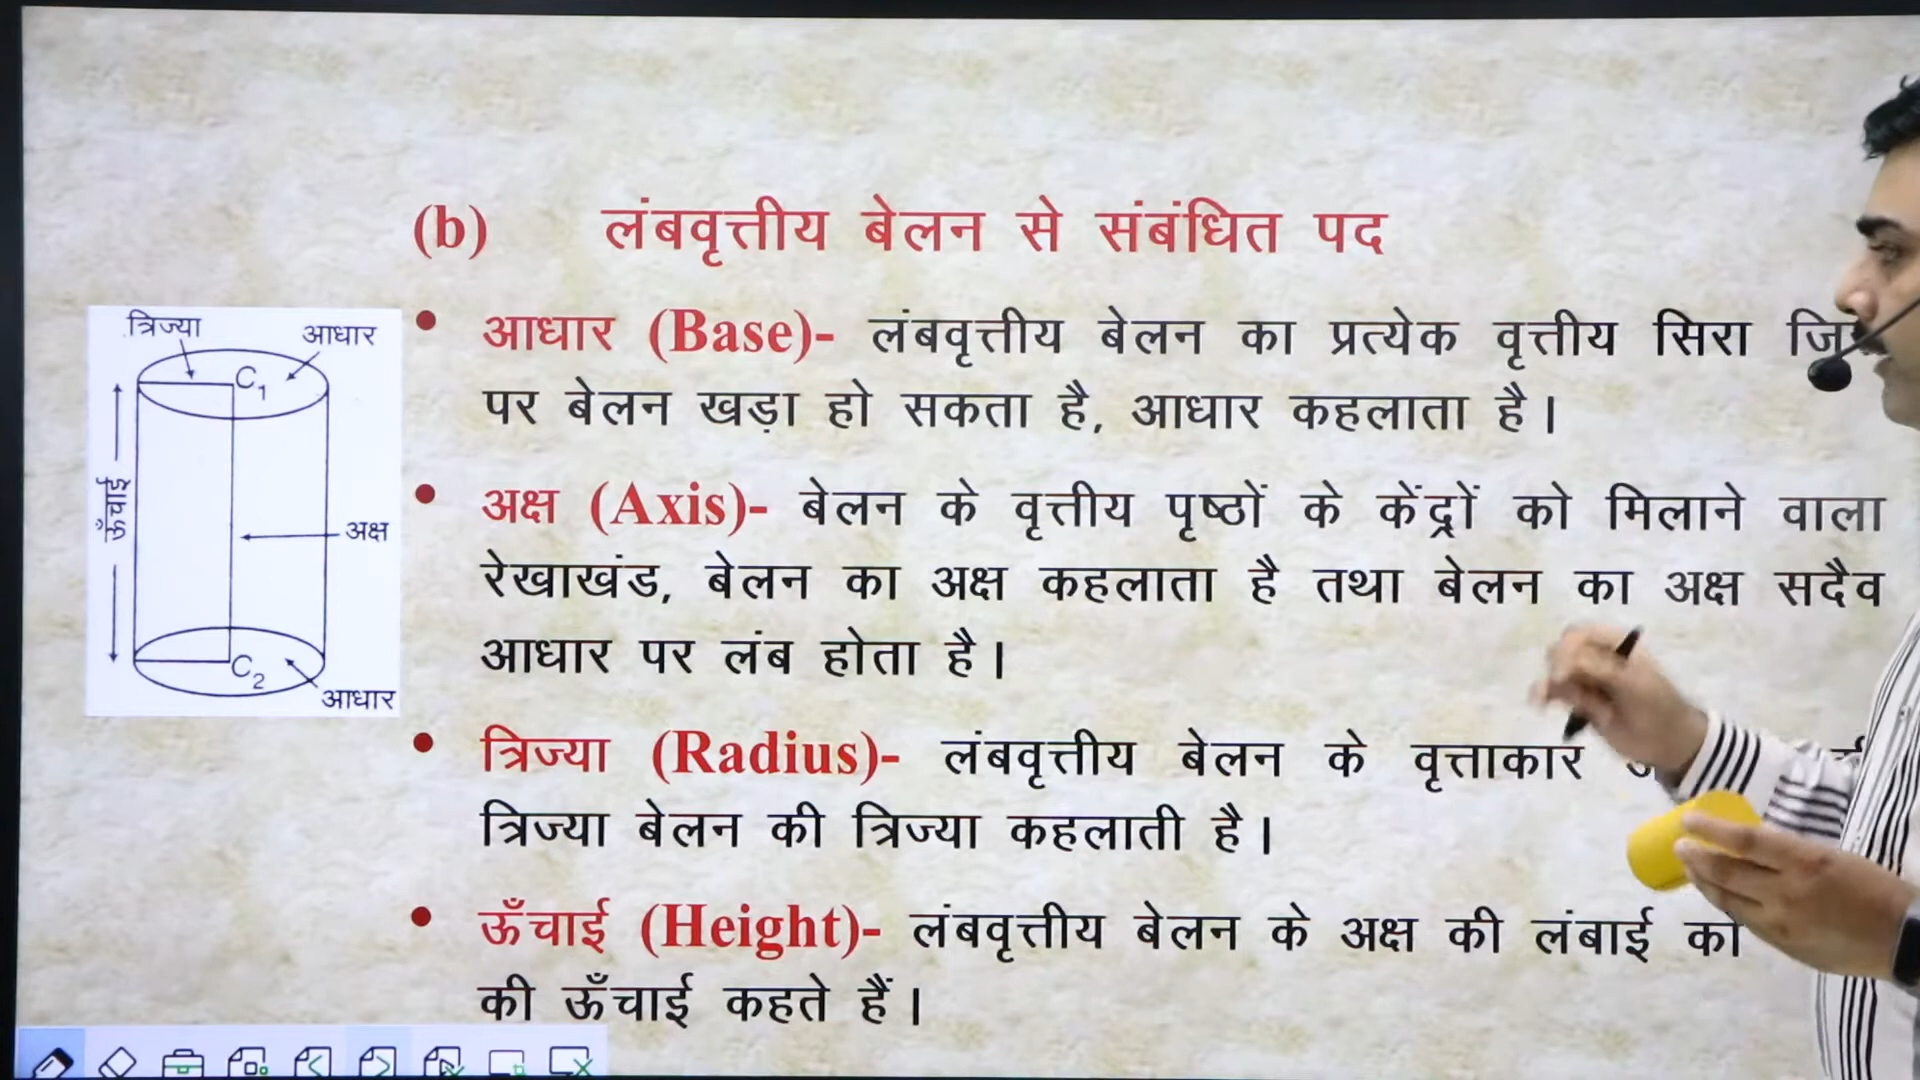 (b) लंबवृत्तीय बेलन से संबंधित पद
त्रिज्या
आधार
C1
ऊँचाई
अक्ष
C2
आधार
• आधार (Base)- लंबवृत्तीय बेलन का प्रत्येक वृत्तीय सिरा
पर बेलन खड़ा हो सकता है, आधार कहलाता है।
• अक्ष (Axis)- बेलन के वृत्तीय पृष्ठों के केंद्रों को मिलाने वाला
रेखाखंड, बेलन का अक्ष कहलाता है तथा बेलन का अक्ष सदैव
आधार पर लंब होता है।
• त्रिज्या (Radius)- लंबवृत्तीय बेलन के वृत्ताकार
त्रिज्या बेलन की त्रिज्या कहलाती है।
• ऊँचाई (Height)- लंबवृत्तीय बेलन के अक्ष की लंबाई को
की ऊँचाई कहते हैं।